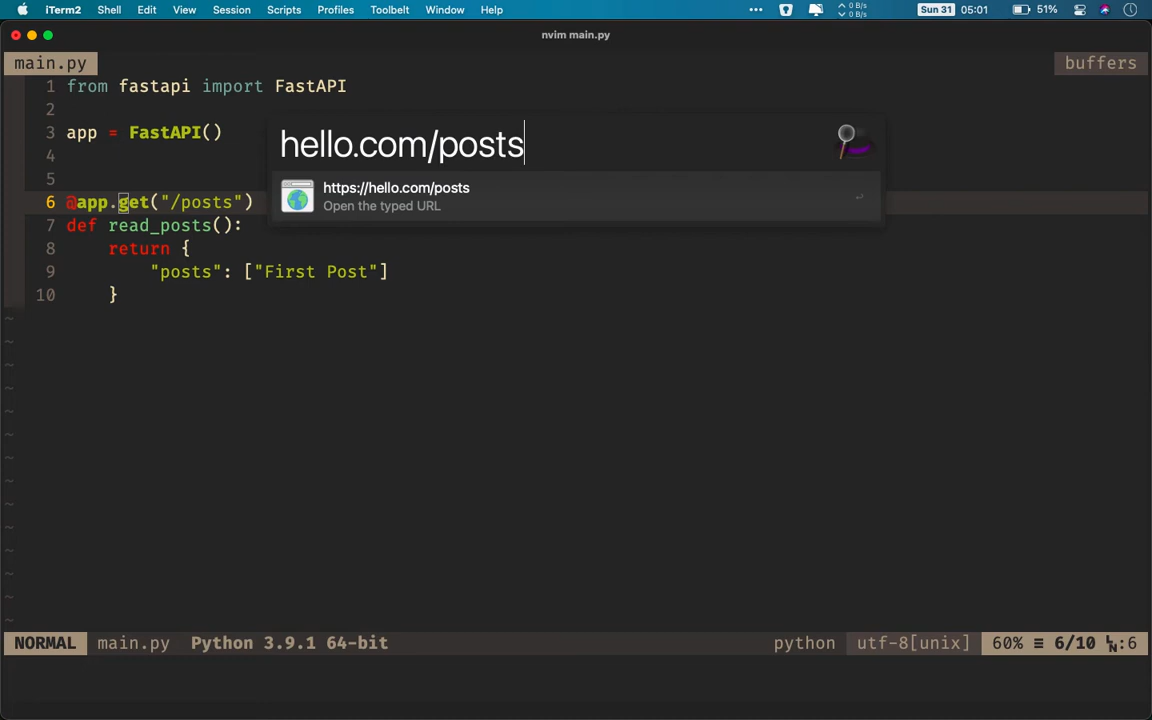 iTerm2 Shell Edit View Session Scripts Profiles Toolbelt Window Help 0 B/s 0 B/s Sun 31 05:01 51%
nvim main.py
main.py buffers
1 from fastapi import FastAPI
2
3 app = FastAPI()
4
5
6 @app.get("/posts")
7 def read_posts():
8 return {
9 "posts": ["First Post"]
10 }
hello.com/posts
https://hello.com/posts
Open the typed URL
~
~
~
~
~
~
~
~
~
~
~
~
~
~
NORMAL main.py Python 3.9.1 64-bit python utf-8[unix] 60% ≡ 6/10 ㏑:6